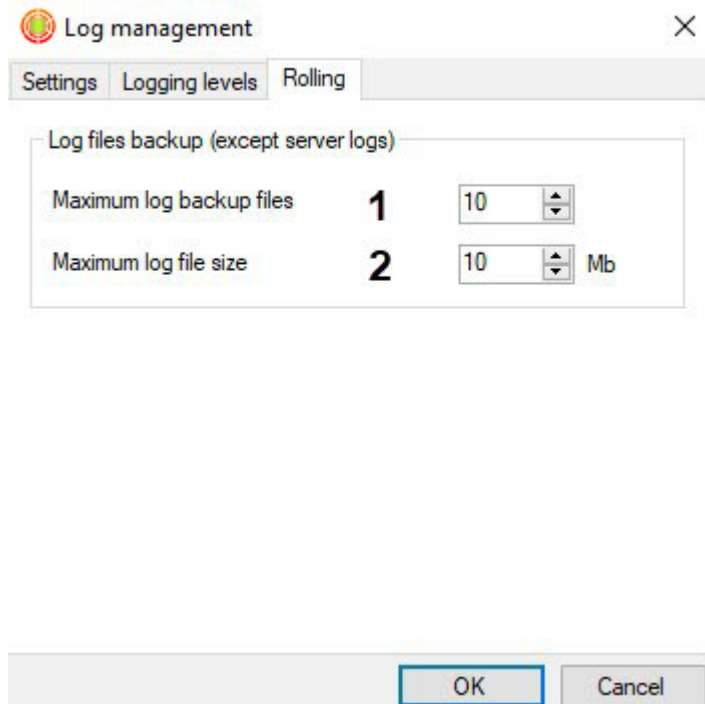 Log management
Settings Logging levels Rolling
Log files backup (except server logs)
Maximum log backup files 1 10
Maximum log file size 2 10 Mb
OK Cancel